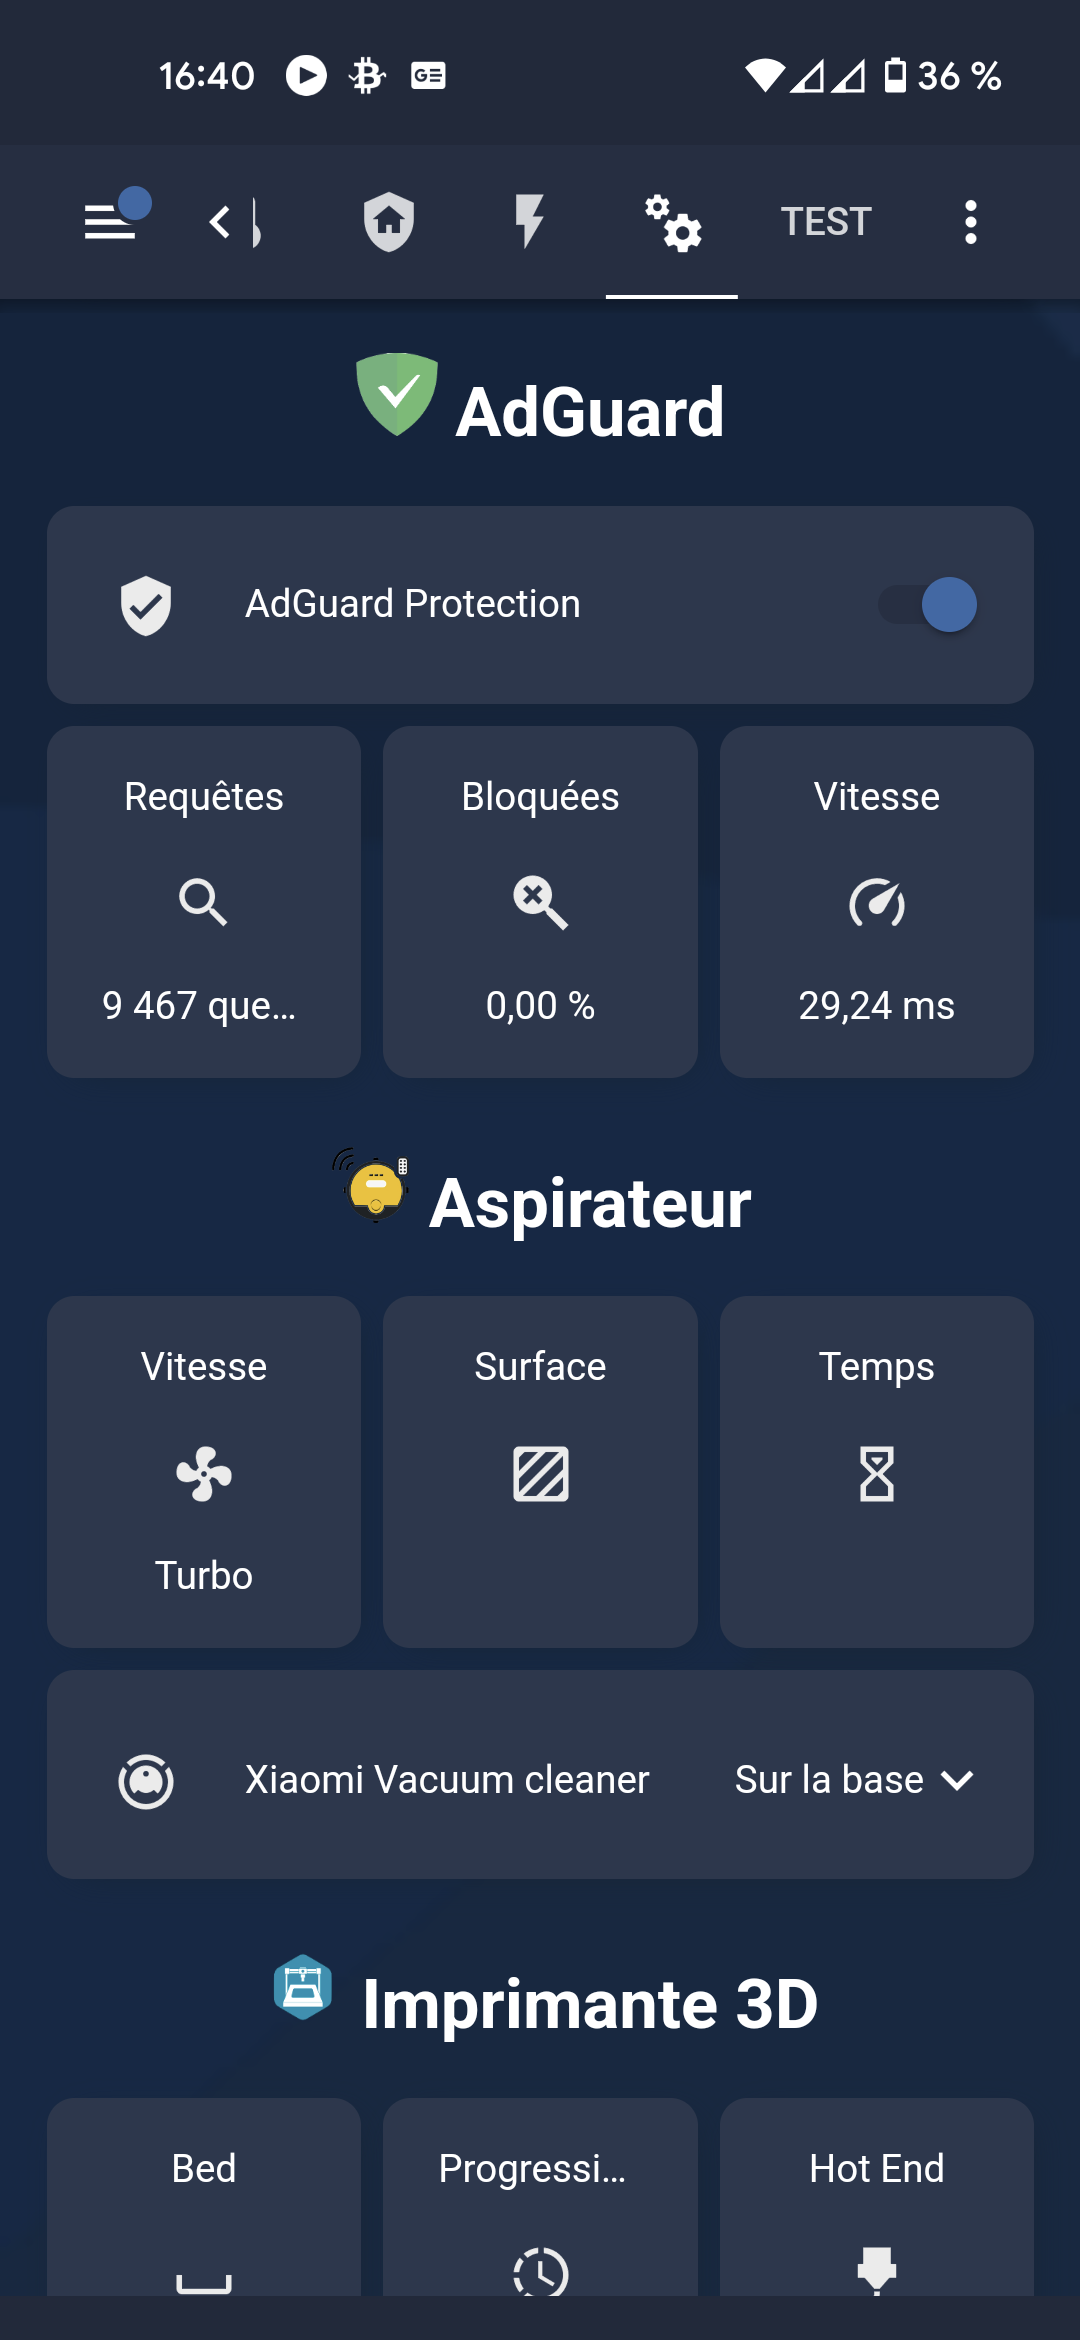 16:40 36 %
TEST
AdGuard
AdGuard Protection
Requêtes Bloquées Vitesse
9 467 que... 0,00 % 29,24 ms
Aspirateur
Vitesse Surface Temps
Turbo
Xiaomi Vacuum cleaner Sur la base
Imprimante 3D
Bed Progressi... Hot End